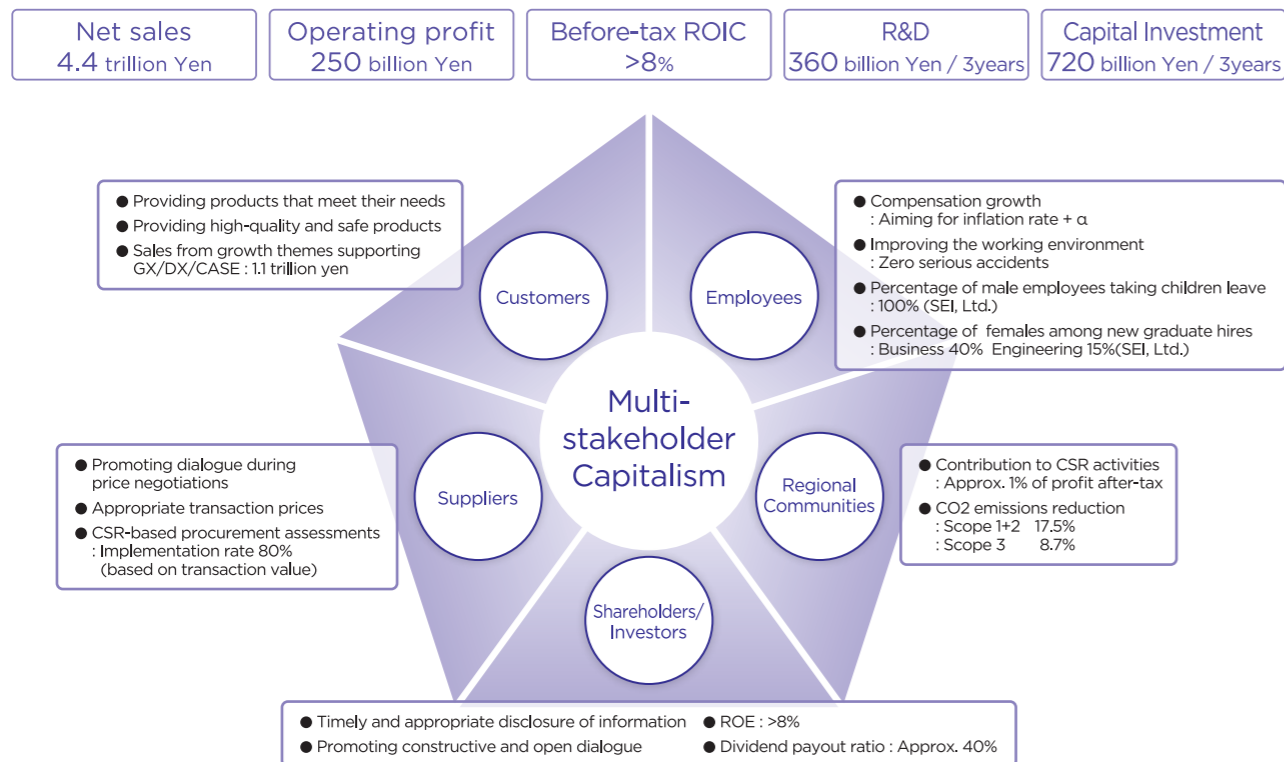 Net sales
4.4 trillion Yen
Operating profit
250 billion Yen
Before-tax ROIC
>8%
R&D
360 billion Yen / 3years
Capital Investment
720 billion Yen / 3years
● Providing products that meet their needs
● Providing high-quality and safe products
● Sales from growth themes supporting
GX/DX/CASE : 1.1 trillion yen
Customers
Employees
● Compensation growth
: Aiming for inflation rate + α
● Improving the working environment
: Zero serious accidents
● Percentage of male employees taking children leave
: 100% (SEI, Ltd.)
● Percentage of females among new graduate hires
: Business 40% Engineering 15%(SEI, Ltd.)
Multi-
stakeholder
Capitalism
● Promoting dialogue during
price negotiations
● Appropriate transaction prices
● CSR-based procurement assessments
: Implementation rate 80%
(based on transaction value)
Suppliers
Regional
Communities
● Contribution to CSR activities
: Approx. 1% of profit after-tax
● CO2 emissions reduction
: Scope 1+2 17.5%
: Scope 3 8.7%
Shareholders/
Investors
● Timely and appropriate disclosure of information
● Promoting constructive and open dialogue
● ROE : >8%
● Dividend payout ratio : Approx. 40%